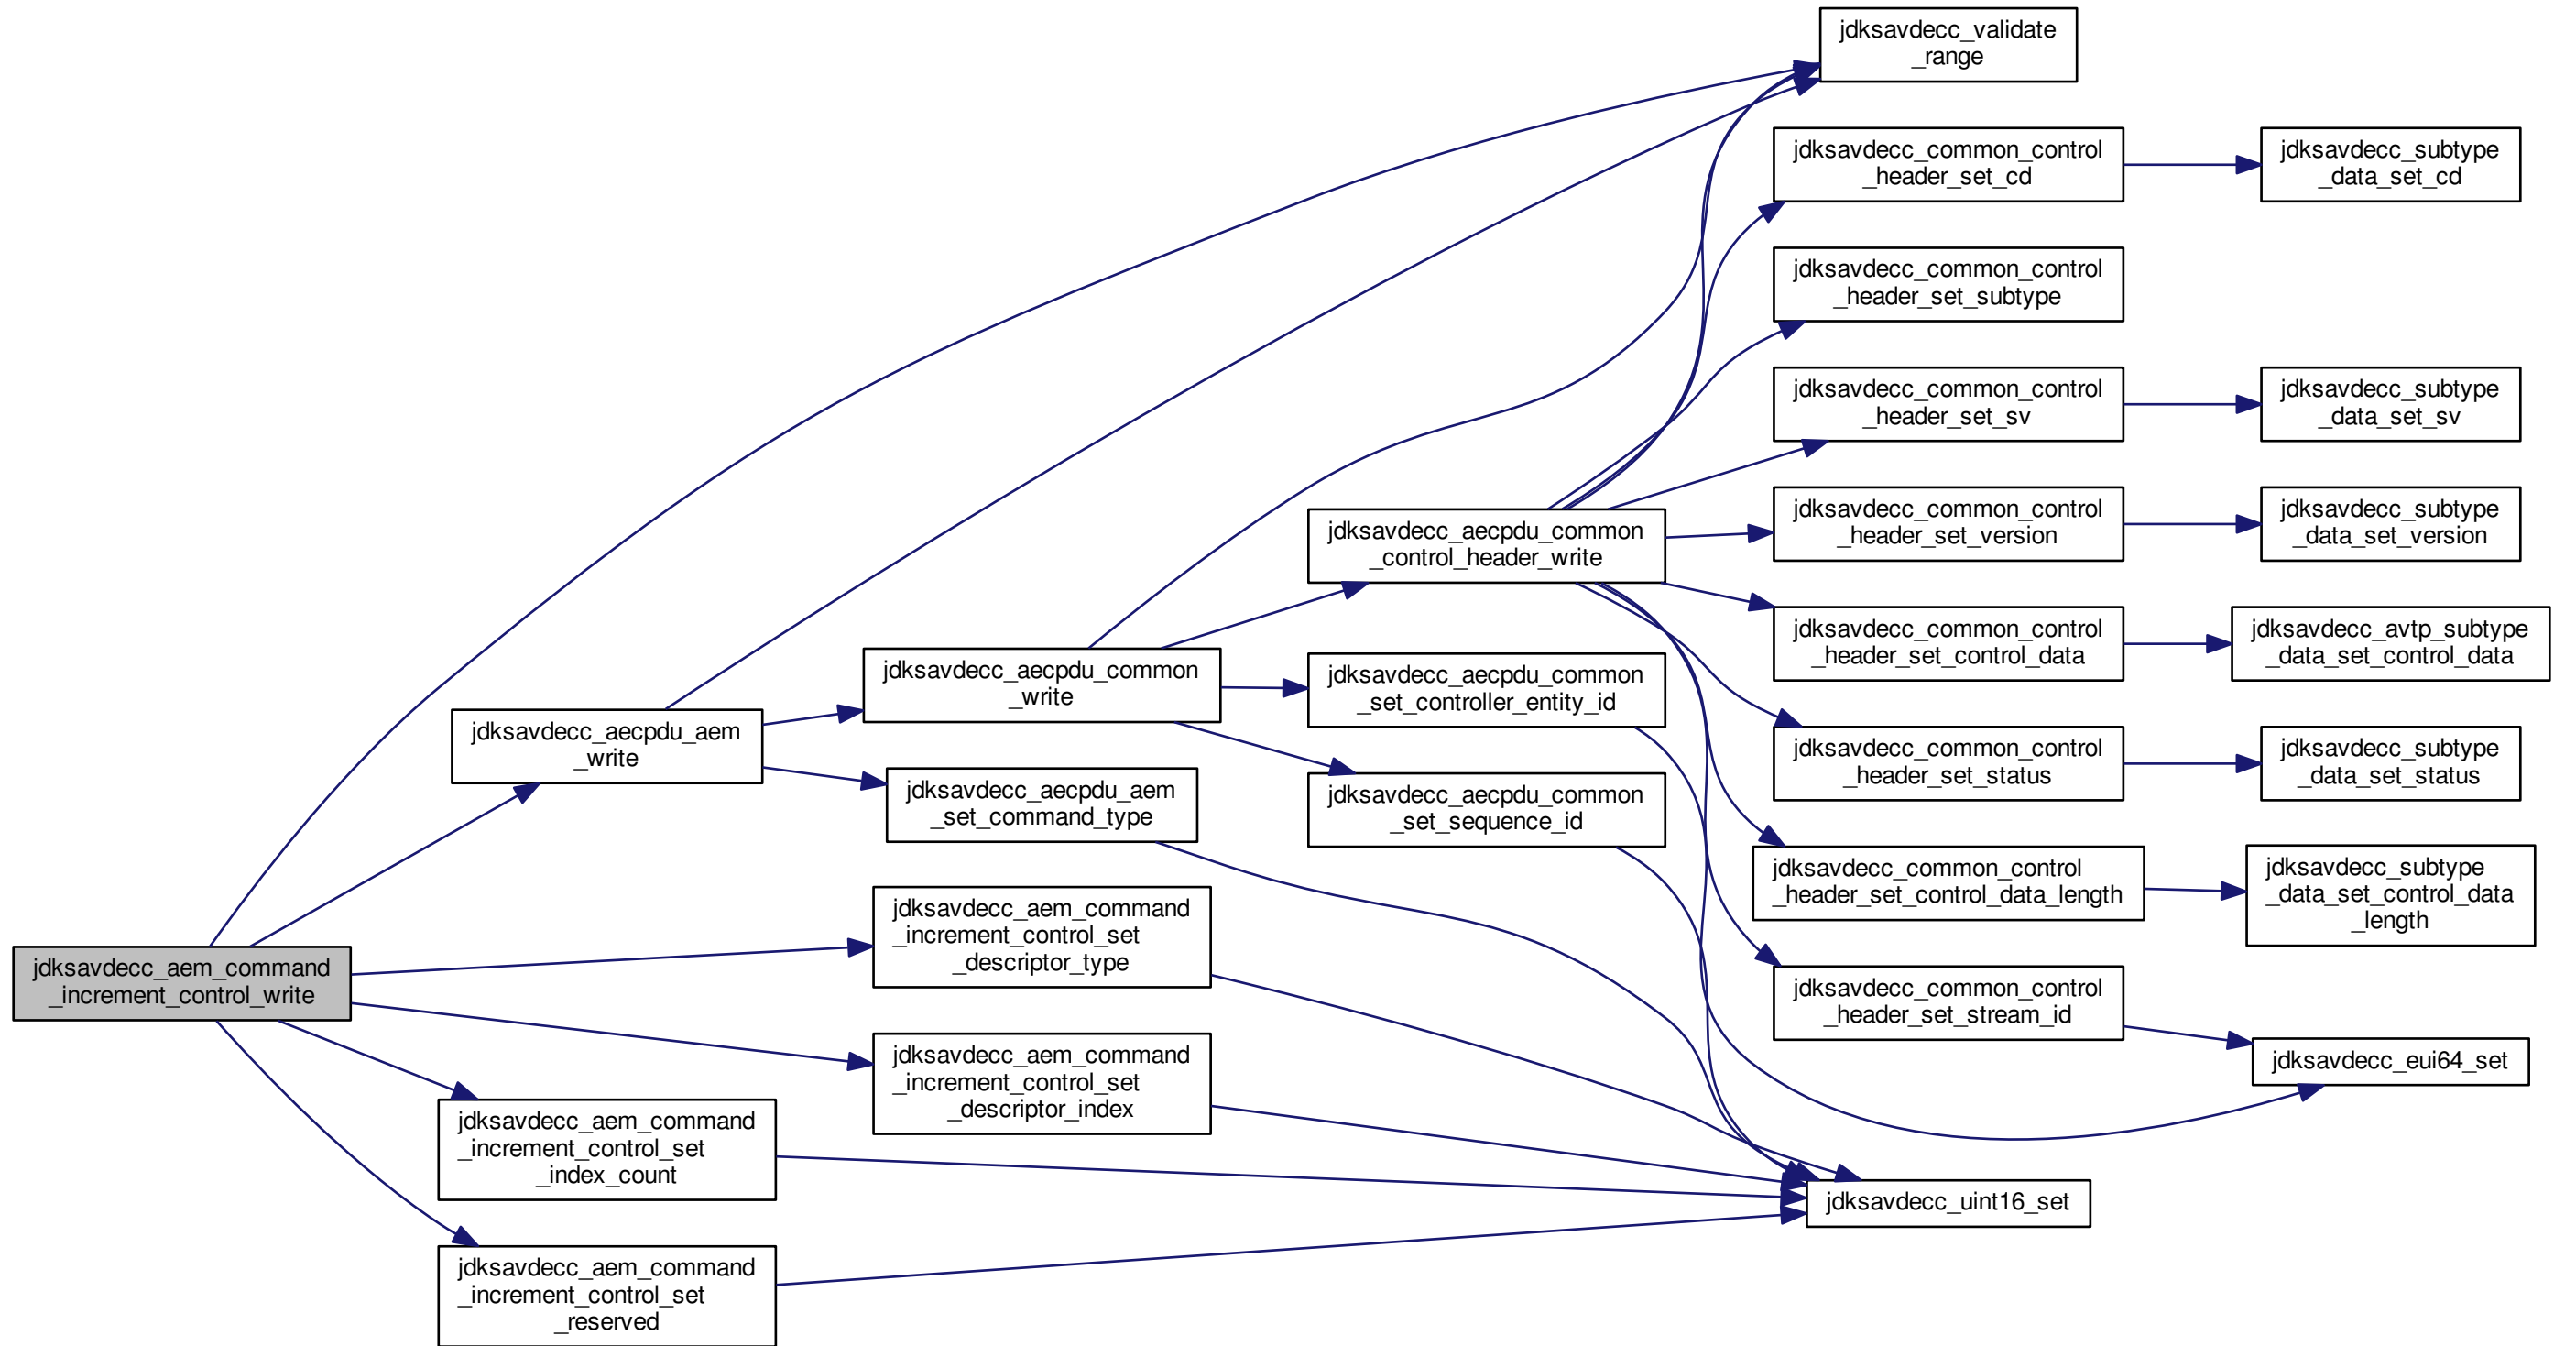 jdksavdecc_aem_command
_increment_control_write
jdksavdecc_aecpdu_aem
_write
jdksavdecc_aem_command
_increment_control_set
_index_count
jdksavdecc_aem_command
_increment_control_set
_reserved
jdksavdecc_aecpdu_common
_write
jdksavdecc_aecpdu_aem
_set_command_type
jdksavdecc_aem_command
_increment_control_set
_descriptor_type
jdksavdecc_aem_command
_increment_control_set
_descriptor_index
jdksavdecc_aecpdu_common
_control_header_write
jdksavdecc_aecpdu_common
_set_controller_entity_id
jdksavdecc_aecpdu_common
_set_sequence_id
jdksavdecc_validate
_range
jdksavdecc_common_control
_header_set_cd
jdksavdecc_common_control
_header_set_subtype
jdksavdecc_common_control
_header_set_sv
jdksavdecc_common_control
_header_set_version
jdksavdecc_common_control
_header_set_control_data
jdksavdecc_common_control
_header_set_status
jdksavdecc_common_control
_header_set_control_data_length
jdksavdecc_common_control
_header_set_stream_id
jdksavdecc_uint16_set
jdksavdecc_subtype
_data_set_cd
jdksavdecc_subtype
_data_set_sv
jdksavdecc_subtype
_data_set_version
jdksavdecc_avtp_subtype
_data_set_control_data
jdksavdecc_subtype
_data_set_status
jdksavdecc_subtype
_data_set_control_data
_length
jdksavdecc_eui64_set